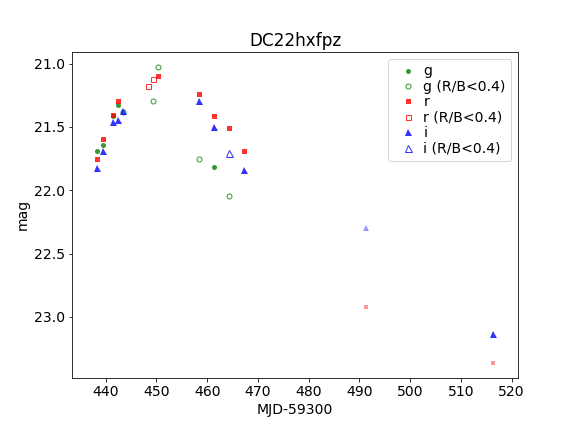 DC22hxfpz
21.0
21.5
22.0
22.5
23.0
mag
g
g (R/B<0.4)
r
r (R/B<0.4)
i
i (R/B<0.4)
440 450 460 470 480 490 500 510 520
MJD-59300